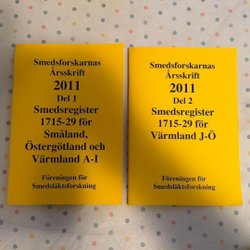 Smedsforskarnas
Årsskrift
2011
Del 1
Smedsregister
1715-29 för
Småland,
Östergötland och
Värmland A-I
Föreningen för
Smedsläktsforskning
Smedsforskarnas
Årsskrift
2011
Del 2
Smedsregister
1715-29 för
Värmland J-Ö
Föreningen för
Smedsläktsforskning